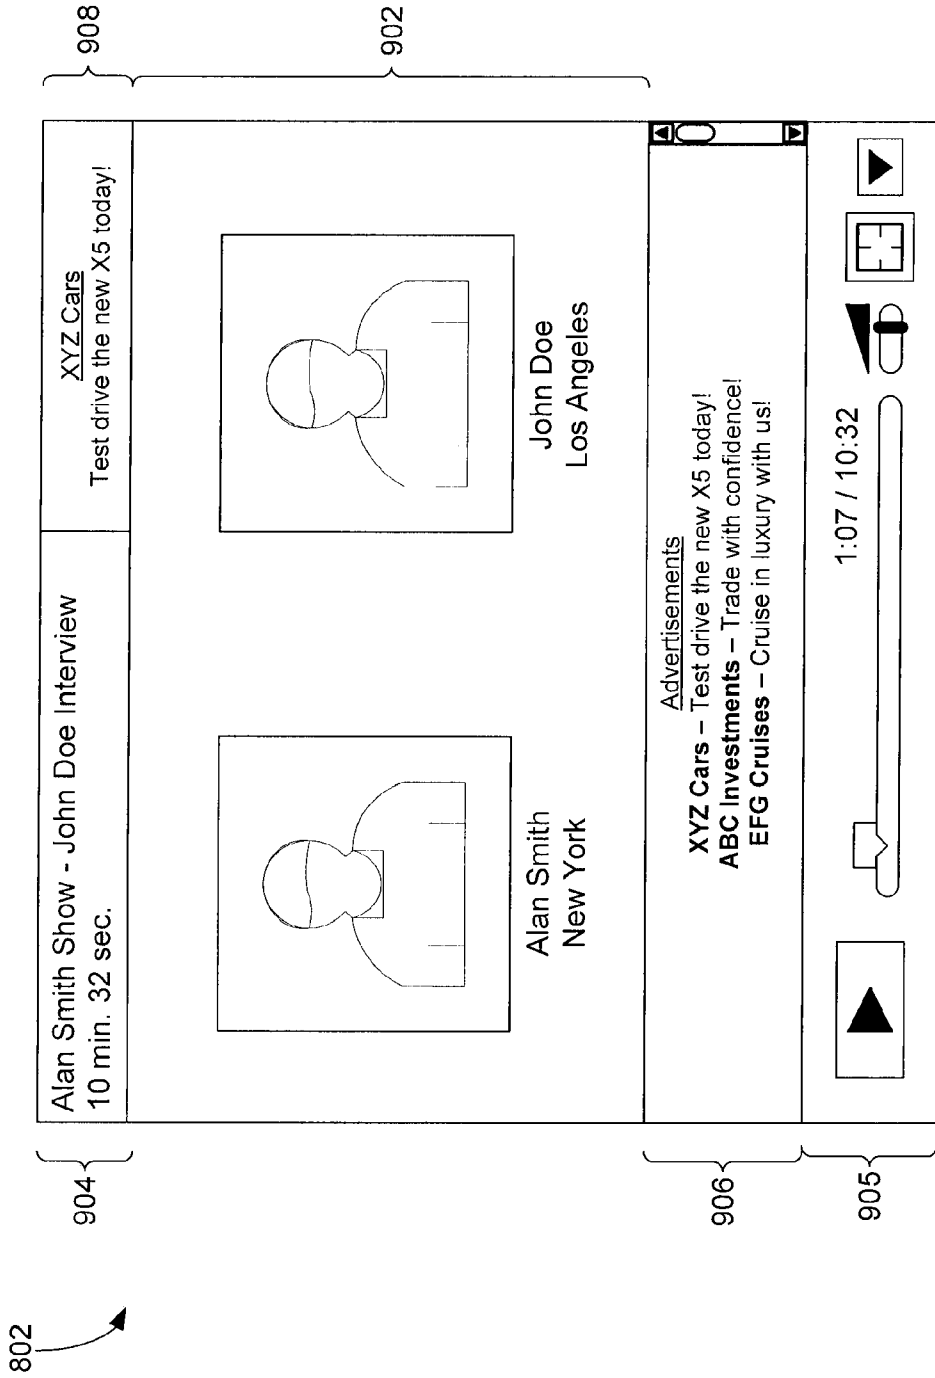 802
904
908
Alan Smith Show - John Doe Interview
10 min. 32 sec.
XYZ Cars
Test drive the new X5 today!
902
Alan Smith
New York
John Doe
Los Angeles
906
Advertisements
XYZ Cars – Test drive the new X5 today!
ABC Investments – Trade with confidence!
EFG Cruises – Cruise in luxury with us!
905
1:07 / 10:32